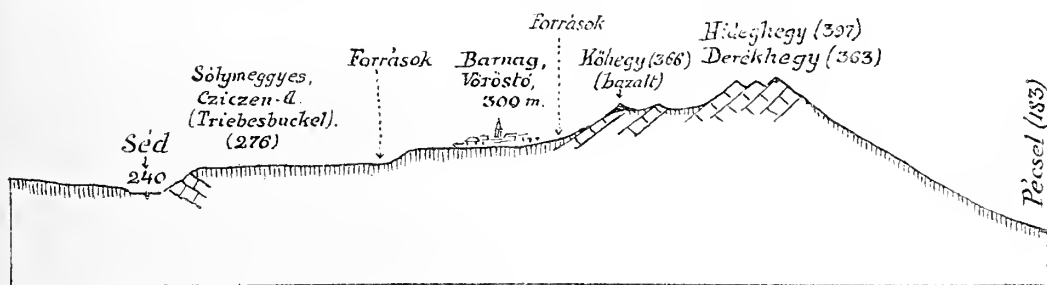 Séd
240
Sólymeggyes,
Cziczen-d.
(Triebesbuckel).
(276)
Források
Barnag,
Vöröstó,
300 m.
Források
Kőhegy (366)
(bazalt)
Hideghegy (397)
Derékhegy (363)
Pécsel (183)